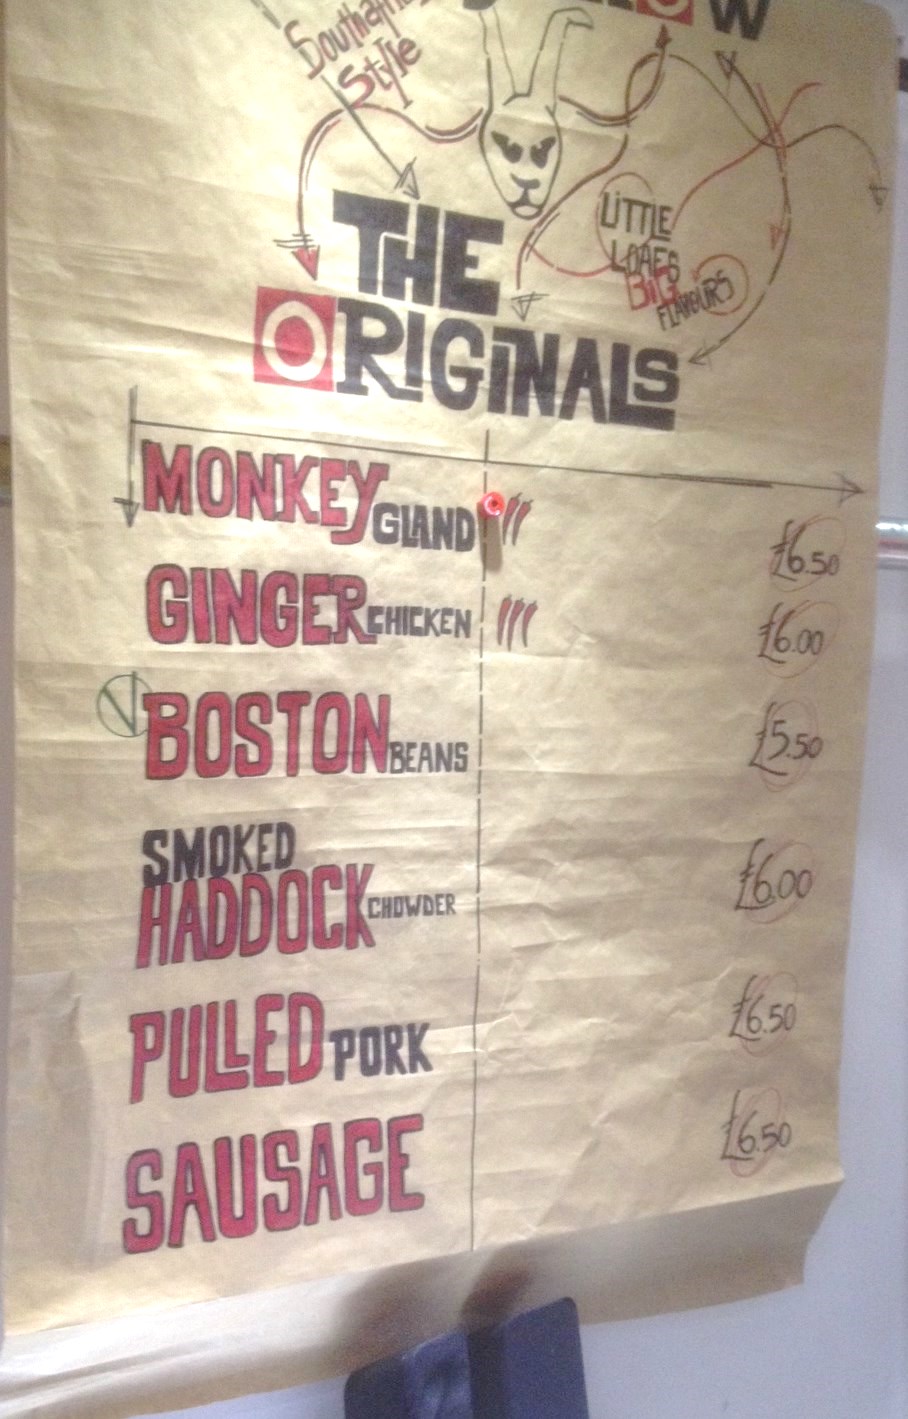 Style
THE
ORIGINALS
LITTLE
LOAFS
BIG
FLAVOURS
MONKEY GLAND £6.50
GINGER CHICKEN £6.00
V BOSTON BEANS £5.50
SMOKED
HADDOCK CHOWDER £6.00
PULLED PORK £6.50
SAUSAGE £6.50